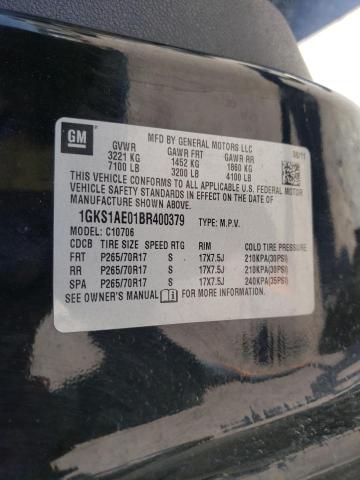 GM
MFD BY GENERAL MOTORS LLC
GVWR GAWR FRT GAWR RR 06/11
3221 KG 1452 KG 1860 KG
7100 LB 3200 LB 4100 LB
THIS VEHICLE CONFORMS TO ALL APPLICABLE U.S. FEDERAL MOTOR
VEHICLE SAFETY STANDARDS IN EFFECT ON THE DATE OF
MANUFACTURE SHOWN ABOVE.
1GKS1AE01BR400379 TYPE: M.P.V.
MODEL: C10706
CDCB TIRE SIZE SPEED RTG RIM COLD TIRE PRESSURE
FRT P265/70R17 S 17X7.5J 210KPA(30PSI)
RR P265/70R17 S 17X7.5J 210KPA(30PSI)
SPA P265/70R17 S 17X7.5J 240KPA(35PSI)
SEE OWNER'S MANUAL FOR MORE INFORMATION.